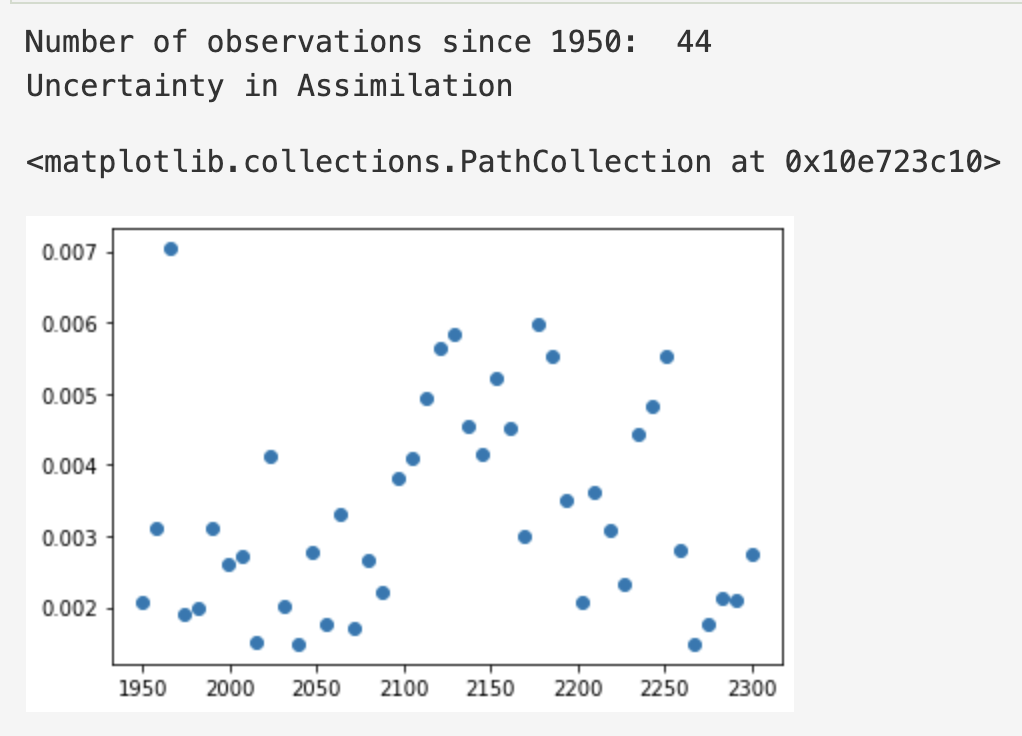 Number of observations since 1950:  44
Uncertainty in Assimilation
<matplotlib.collections.PathCollection at 0x10e723c10>
0.007
0.006
0.005
0.004
0.003
0.002
1950 2000 2050 2100 2150 2200 2250 2300